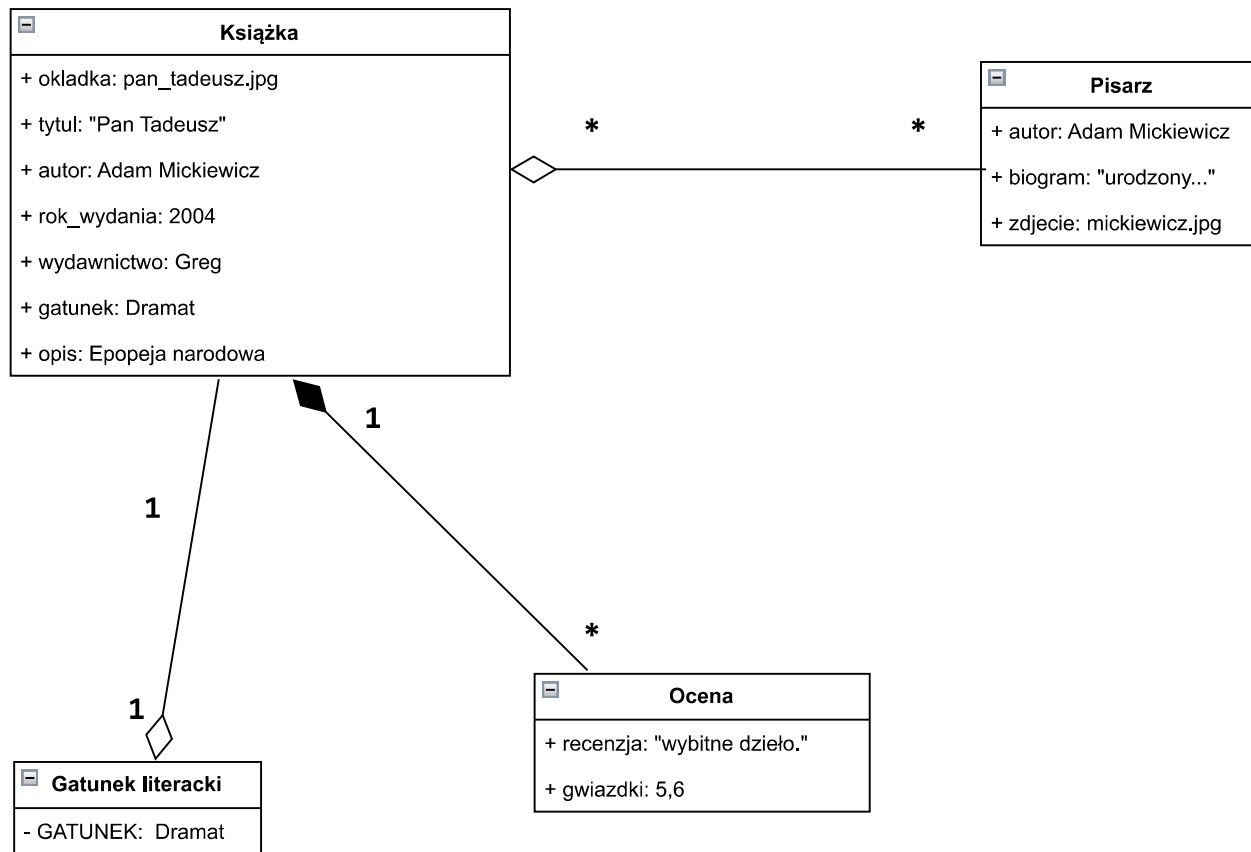 Książka
+ okladka: pan_tadeusz.jpg
+ tytul: "Pan Tadeusz"
+ autor: Adam Mickiewicz
+ rok_wydania: 2004
+ wydawnictwo: Greg
+ gatunek: Dramat
+ opis: Epopeja narodowa
* *
Pisarz
+ autor: Adam Mickiewicz
+ biogram: "urodzony..."
+ zdjecie: mickiewicz.jpg
1
1
*
1
Ocena
+ recenzja: "wybitne dzieło."
+ gwiazdki: 5,6
Gatunek literacki
- GATUNEK: Dramat